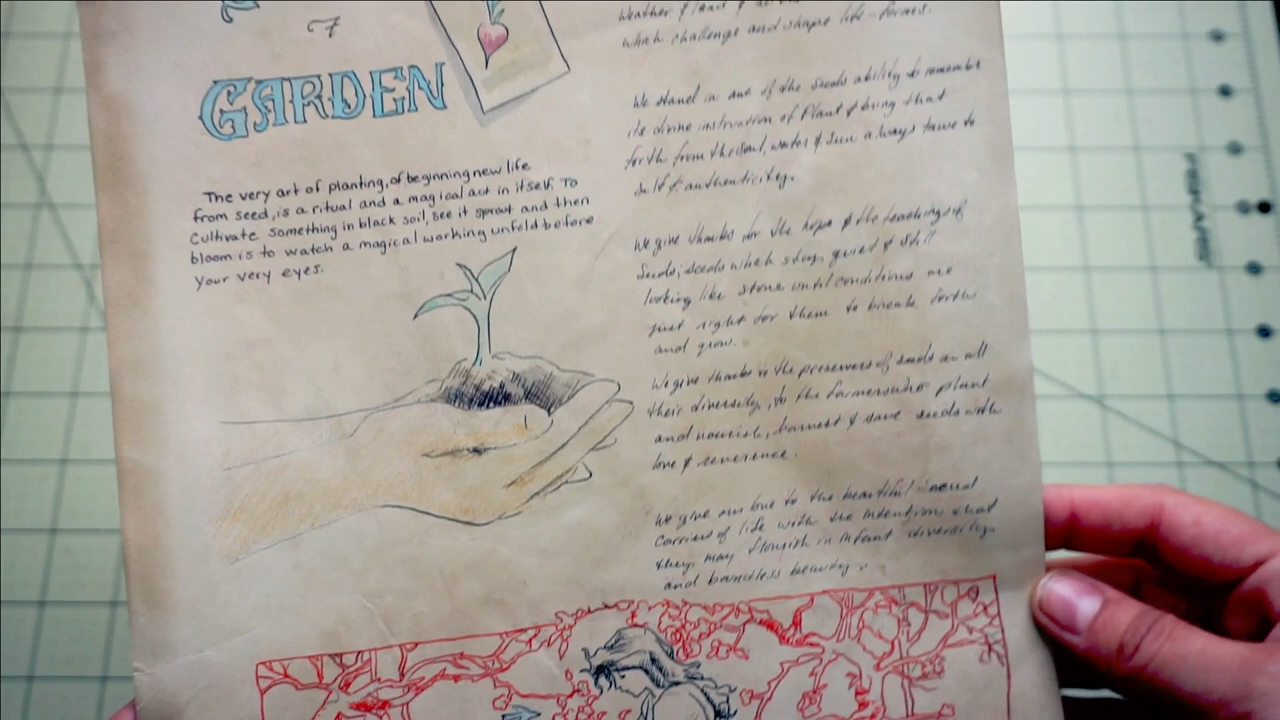 GARDEN
The very art of planting, of beginning new life
from seed, is a ritual and a magical act in itself. To
Cultivate something in black soil, see it sprout and then
bloom is to watch a magical working unfold before
Your very eyes.
Weather & land &
which challenge and shape life-forms.
We stand in awe of the seeds ability to remember
its divine instruction of Plant & bring that
forth from the soul, water & Sun always true to
Self & authenticity.
We give thanks for the hope & the teachings of
Seeds; seeds which stay quiet & still
looking like stone until conditions are
just right for them to break forth
and grow.
We give thanks to the preservers of seeds in all
their diversity, to the farmers who plant
and nourish, harvest & save seeds with
love & reverence.
We give our love to the beautiful
Carriers of life with the intention that
they may flourish in infant diversity
and boundless beauty.